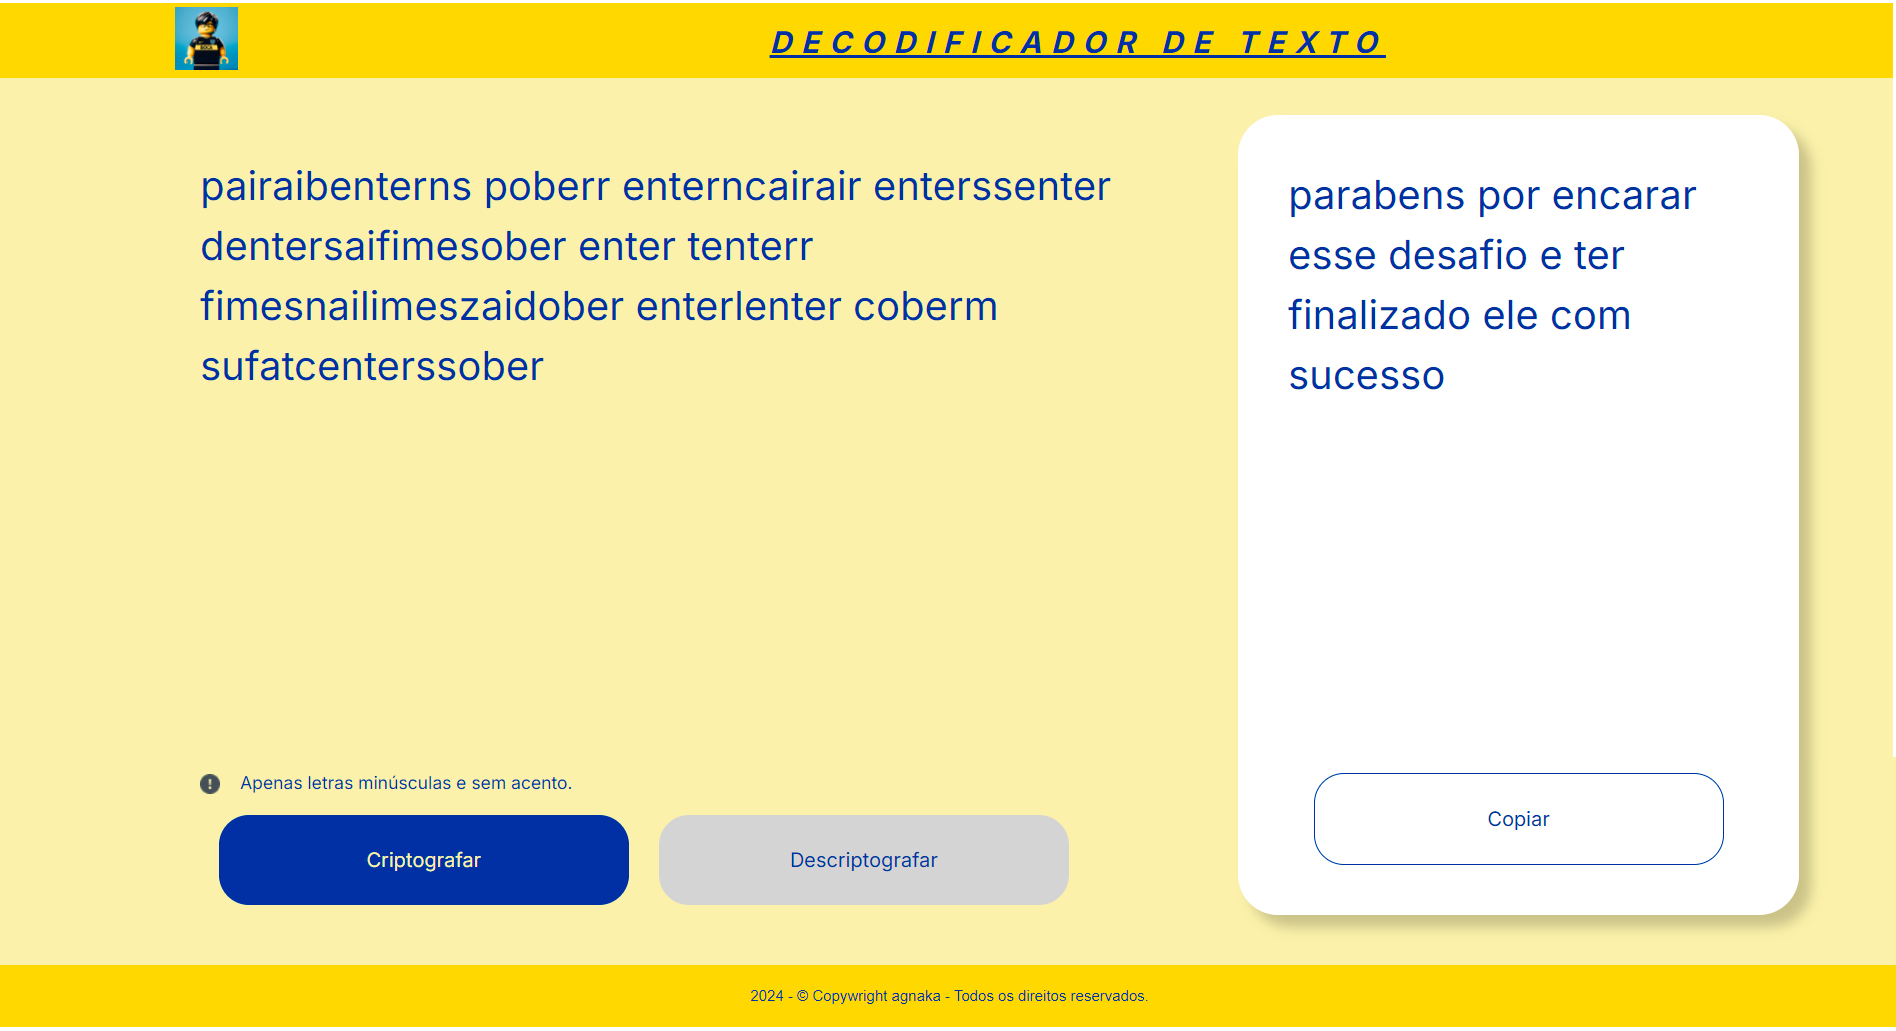 DECODIFICADOR DE TEXTO
pairaibenterns poberr enterncairair enterssenter
dentersaifimesober enter tenterr
fimesnailimeszaidober enterlenter coberm
sufatcenterssober
parabens por encarar
esse desafio e ter
finalizado ele com
sucesso
Apenas letras minúsculas e sem acento.
Criptografar
Descriptografar
Copiar
2024 - © Copywright agnaka - Todos os direitos reservados.